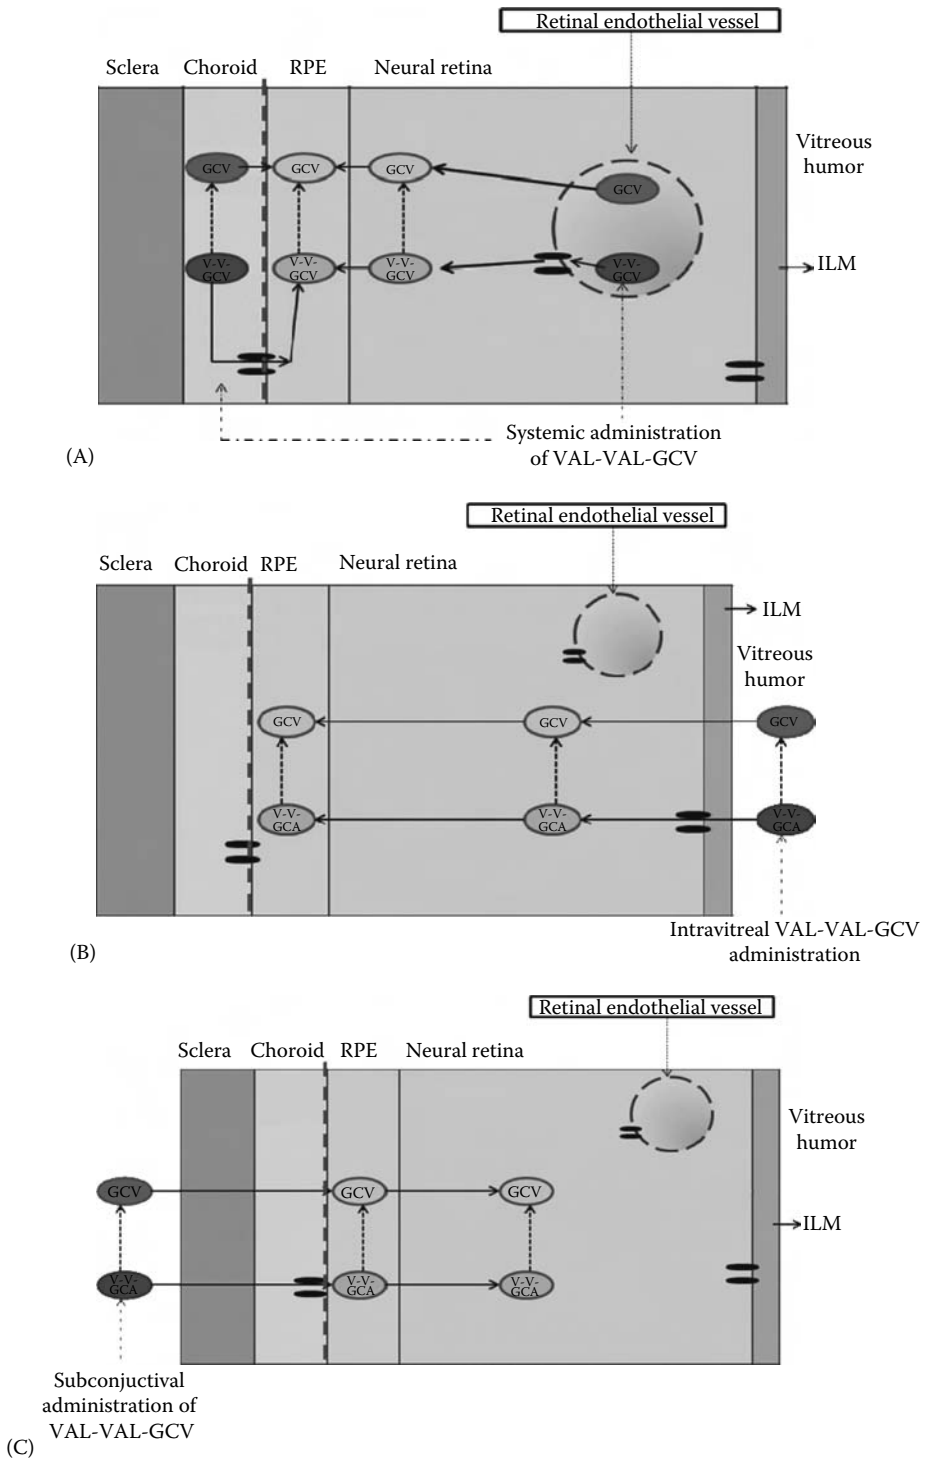 Retinal endothelial vessel
Sclera Choroid RPE Neural retina
Vitreous
humor
GCV GCV GCV GCV
V-V-
GCV
V-V-
GCV
V-V-
GCV
V-V-
GCV
ILM
Systemic administration
of VAL-VAL-GCV
(A)
Retinal endothelial vessel
Sclera Choroid RPE Neural retina
ILM
Vitreous
humor
GCV GCV GCV
V-V-
GCA
V-V-
GCA
V-V-
GCA
Intravitreal VAL-VAL-GCV
administration
(B)
Retinal endothelial vessel
Sclera Choroid RPE Neural retina
Vitreous
humor
GCV GCV GCV
ILM
V-V-
GCA
V-V-
GCA
V-V-
GCA
Subconjuctival
administration of
VAL-VAL-GCV
(C)